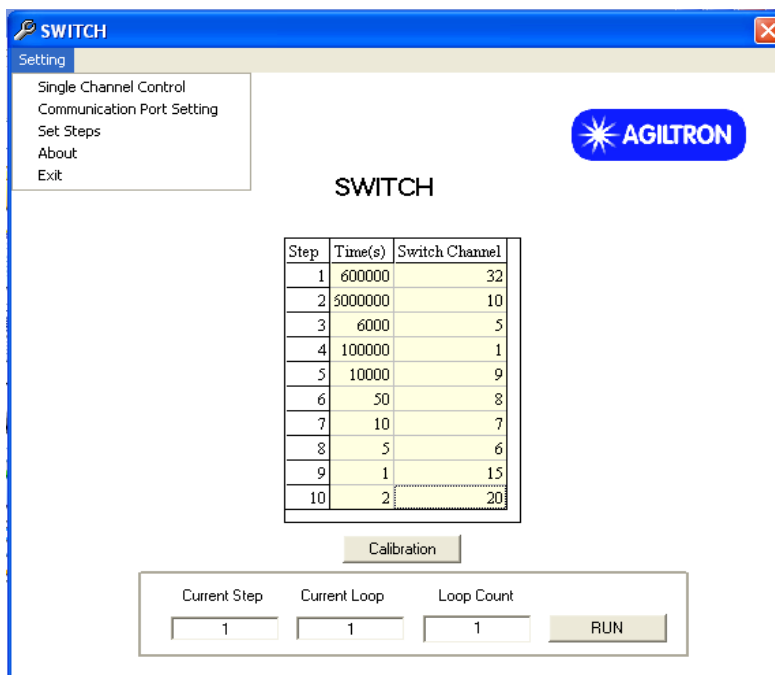 SWITCH
Setting
Single Channel Control
Communication Port Setting
Set Steps
About
Exit
AGILTRON
SWITCH
Step Time(s) Switch Channel
1 600000 32
2 6000000 10
3 6000 5
4 100000 1
5 10000 9
6 50 8
7 10 7
8 5 6
9 1 15
10 2 20
Calibration
Current Step Current Loop Loop Count
1 1 1 RUN